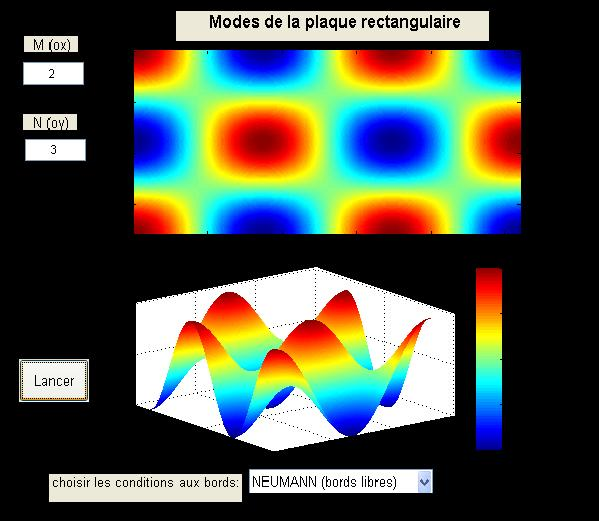 Modes de la plaque rectangulaire
M (ox)
2
N (oy)
3
Lancer
choisir les conditions aux bords:
NEUMANN (bords libres)